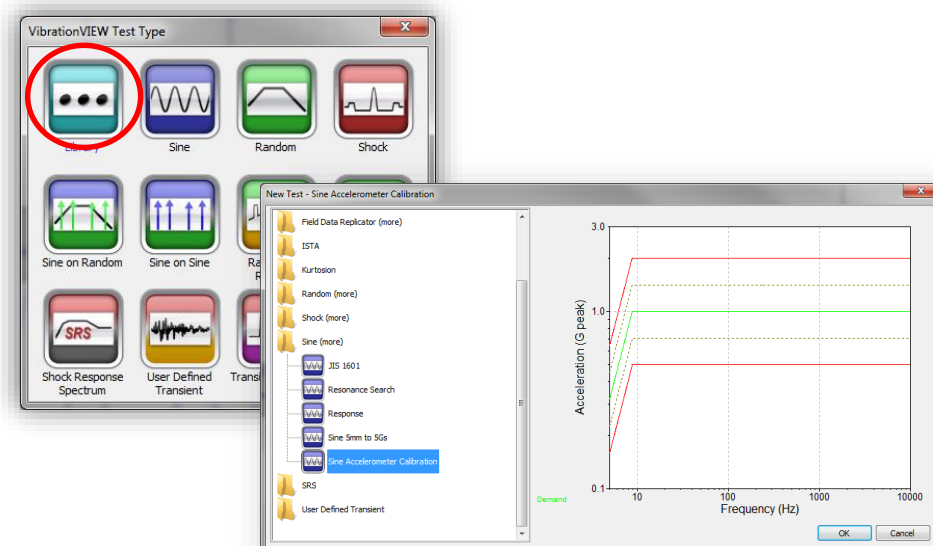 VibrationVIEW Test Type
x
Library
Sine
Random
Shock
Sine on Random
Sine on Sine
SRS
Shock Response
Spectrum
User Defined
Transient
New Test - Sine Accelerometer Calibration
x
Field Data Replicator (more)
ISTA
Kurtosion
Random (more)
Shock (more)
Sine (more)
JIS 1601
Resonance Search
Response
Sine 5mm to 5Gs
Sine Accelerometer Calibration
SRS
User Defined Transient
3.0
1.0
0.1
Acceleration (G peak)
10
100
1000
10000
Frequency (Hz)
Demand
OK
Cancel